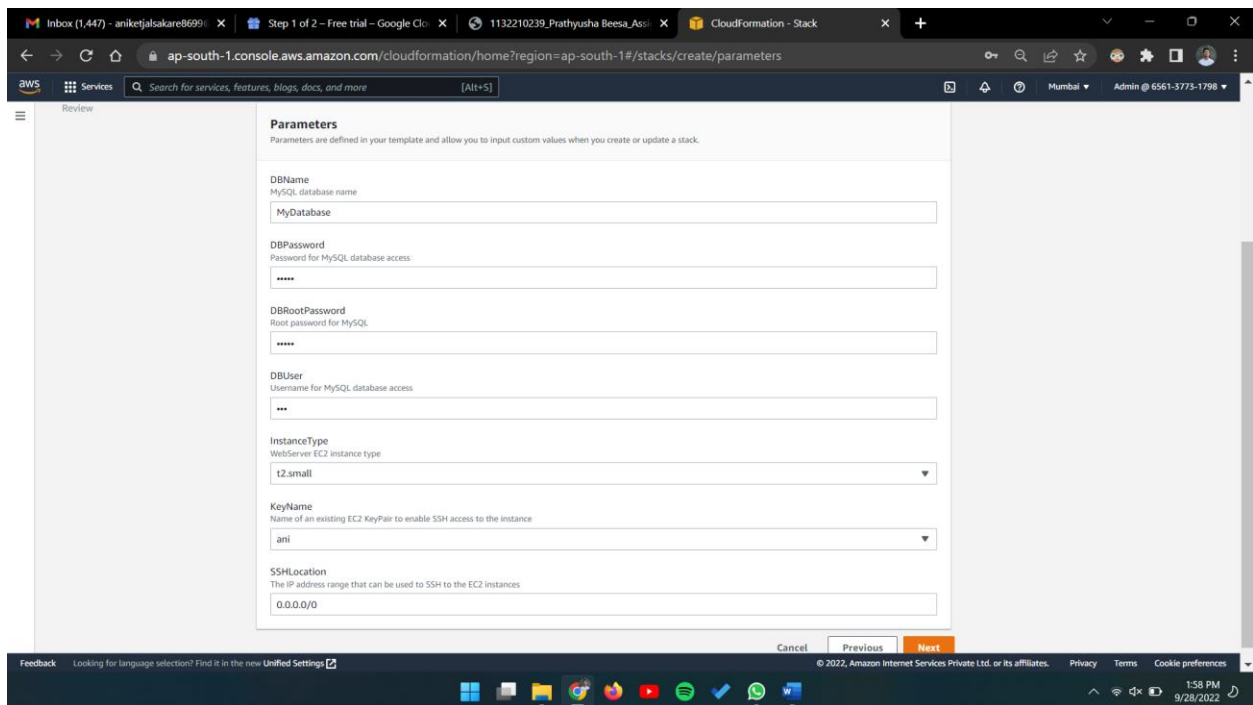 Inbox (1,447) - aniketjalsakare8699
Step 1 of 2 – Free trial – Google Clo
1132210239_Prathyusha Beesa_Assi
CloudFormation - Stack
ap-south-1.console.aws.amazon.com/cloudformation/home?region=ap-south-1#/stacks/create/parameters
aws
Services
Search for services, features, blogs, docs, and more
[Alt+S]
Mumbai
Admin @ 6561-3773-1798
Review
Parameters
Parameters are defined in your template and allow you to input custom values when you create or update a stack.
DBName
MySQL database name
MyDatabase
DBPassword
Password for MySQL database access
•••••
DBRootPassword
Root password for MySQL
•••••
DBUser
Username for MySQL database access
•••
InstanceType
WebServer EC2 instance type
t2.small
KeyName
Name of an existing EC2 KeyPair to enable SSH access to the instance
ani
SSHLocation
The IP address range that can be used to SSH to the EC2 instances
0.0.0.0/0
Cancel
Previous
Next
Feedback
Looking for language selection? Find it in the new Unified Settings
© 2022, Amazon Internet Services Private Ltd. or its affiliates.
Privacy
Terms
Cookie preferences
1:58 PM
9/28/2022